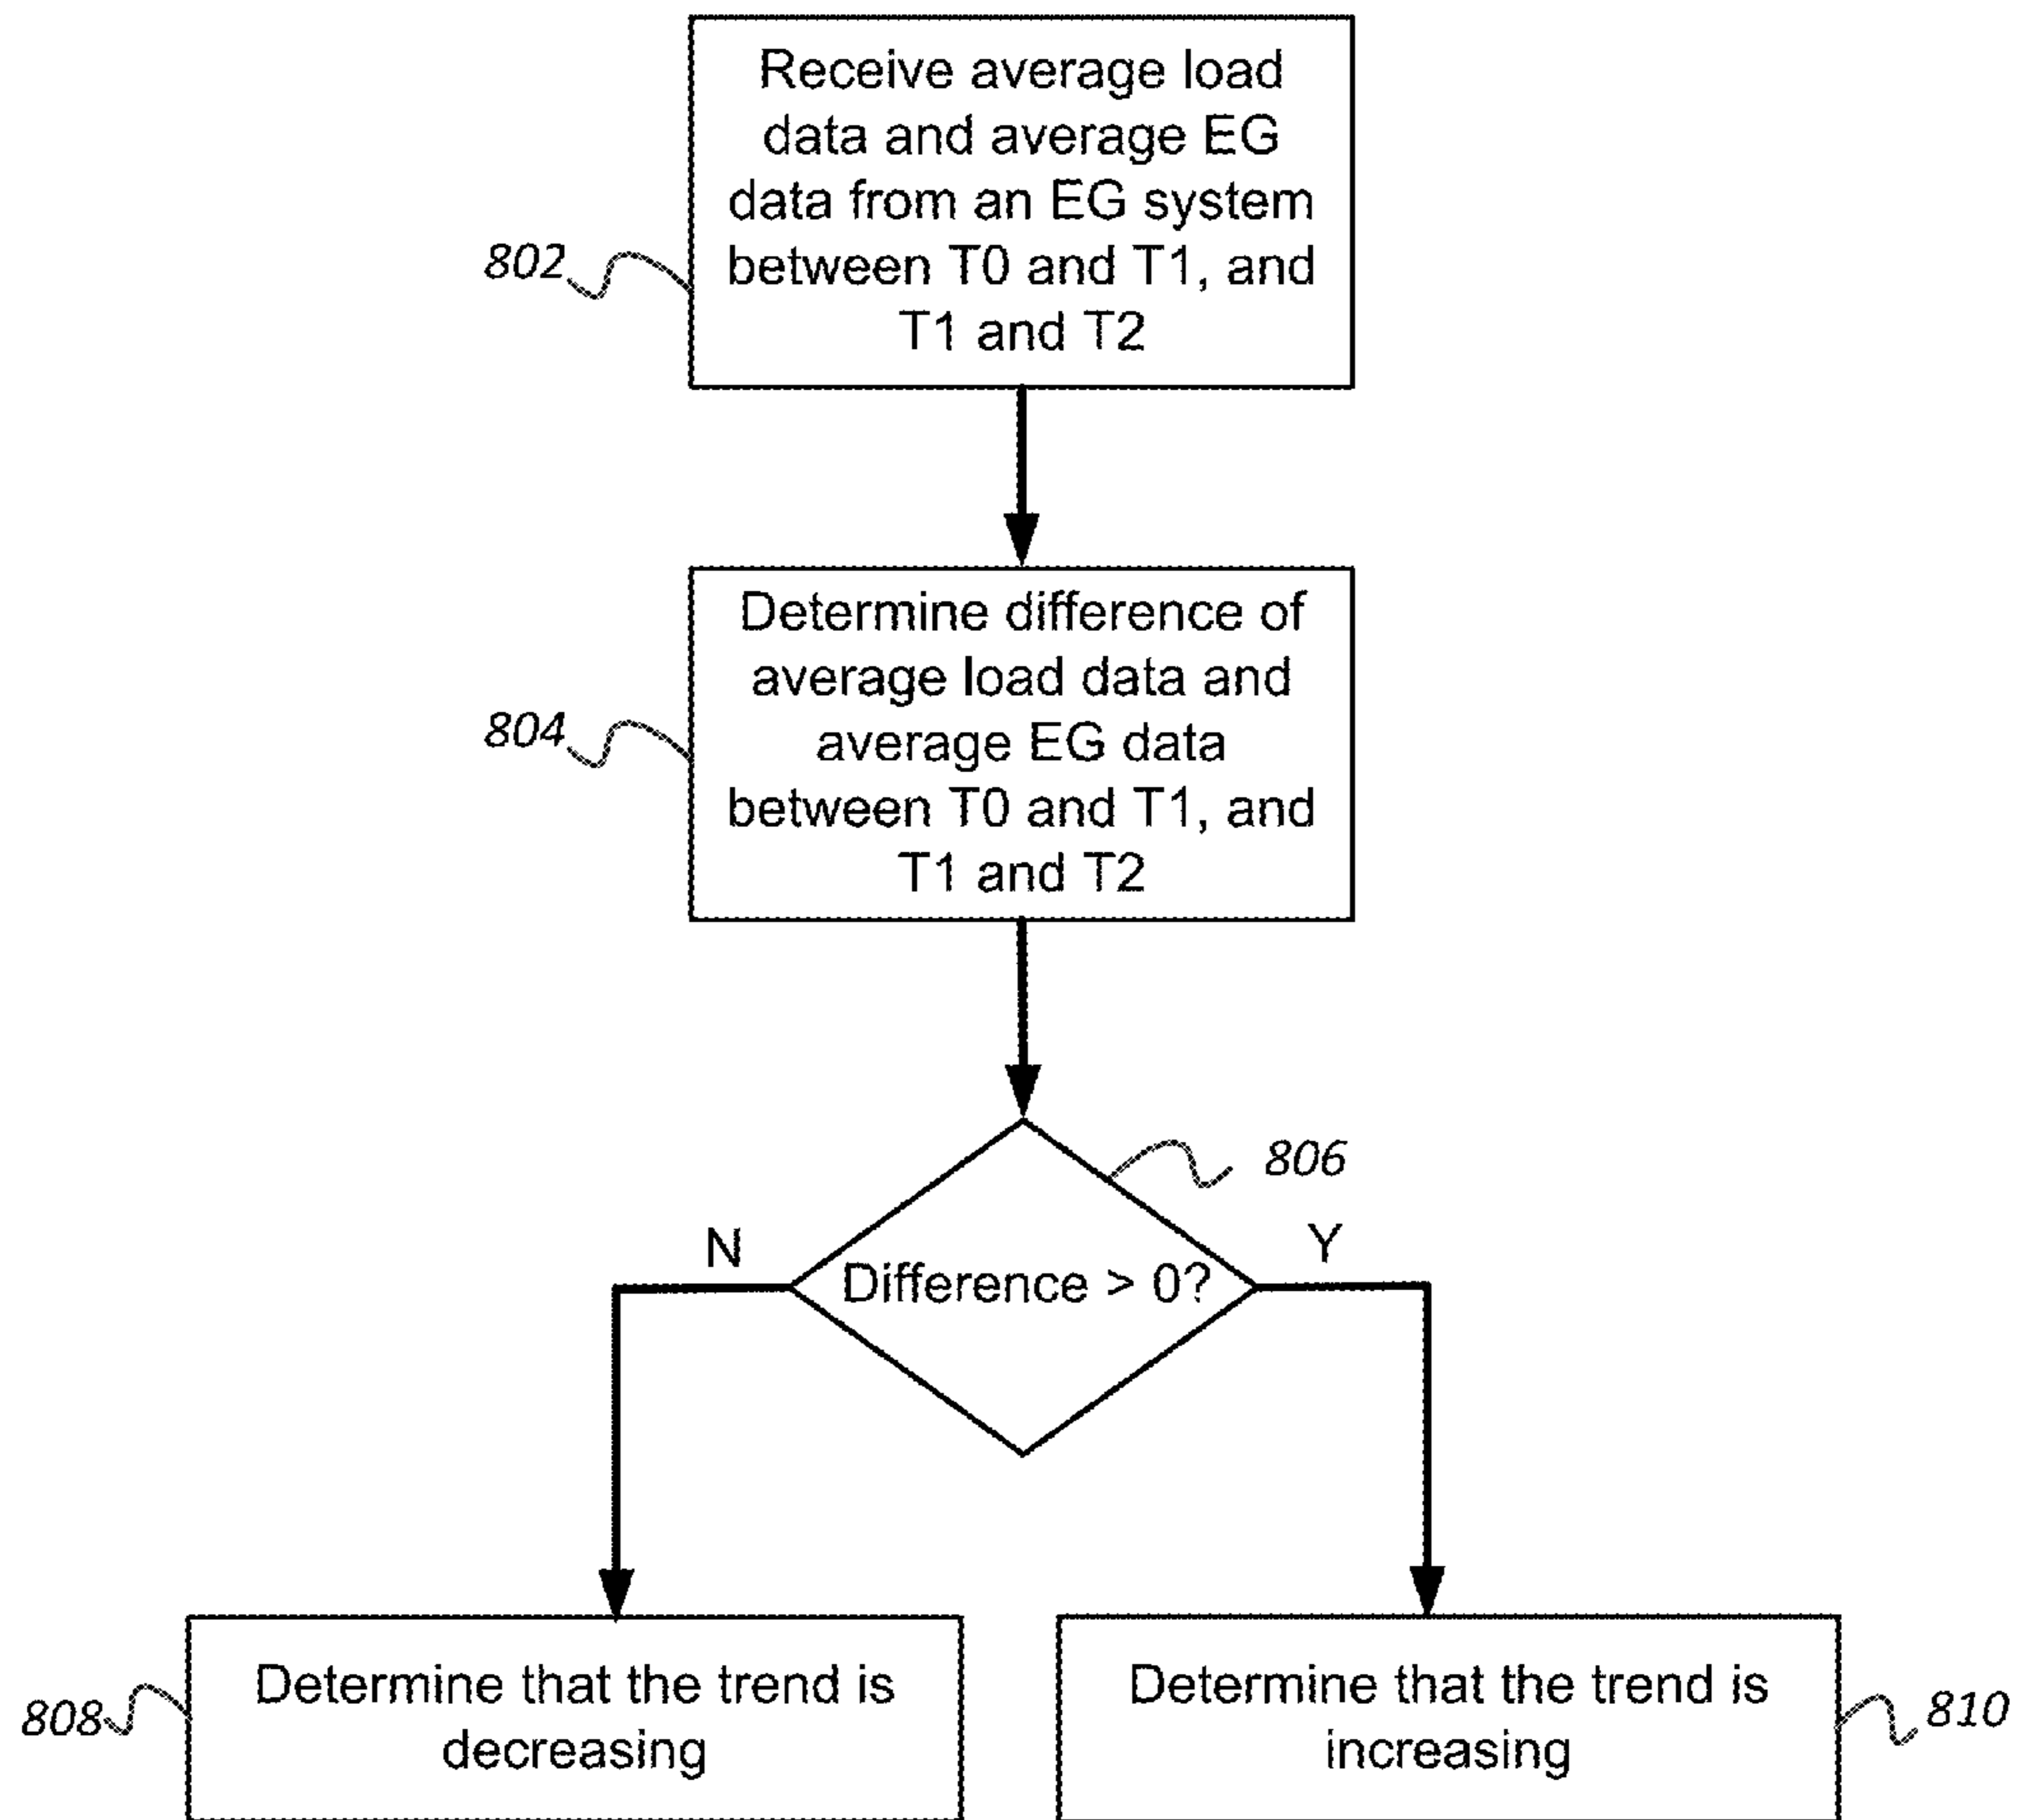 Receive average load
data and average EG
data from an EG system
between T0 and T1, and
T1 and T2
802
Determine difference of
average load data and
average EG data
between T0 and T1, and
T1 and T2
804
806
N
Y
Difference > 0?
Determine that the trend is
decreasing
808
Determine that the trend is
increasing
810